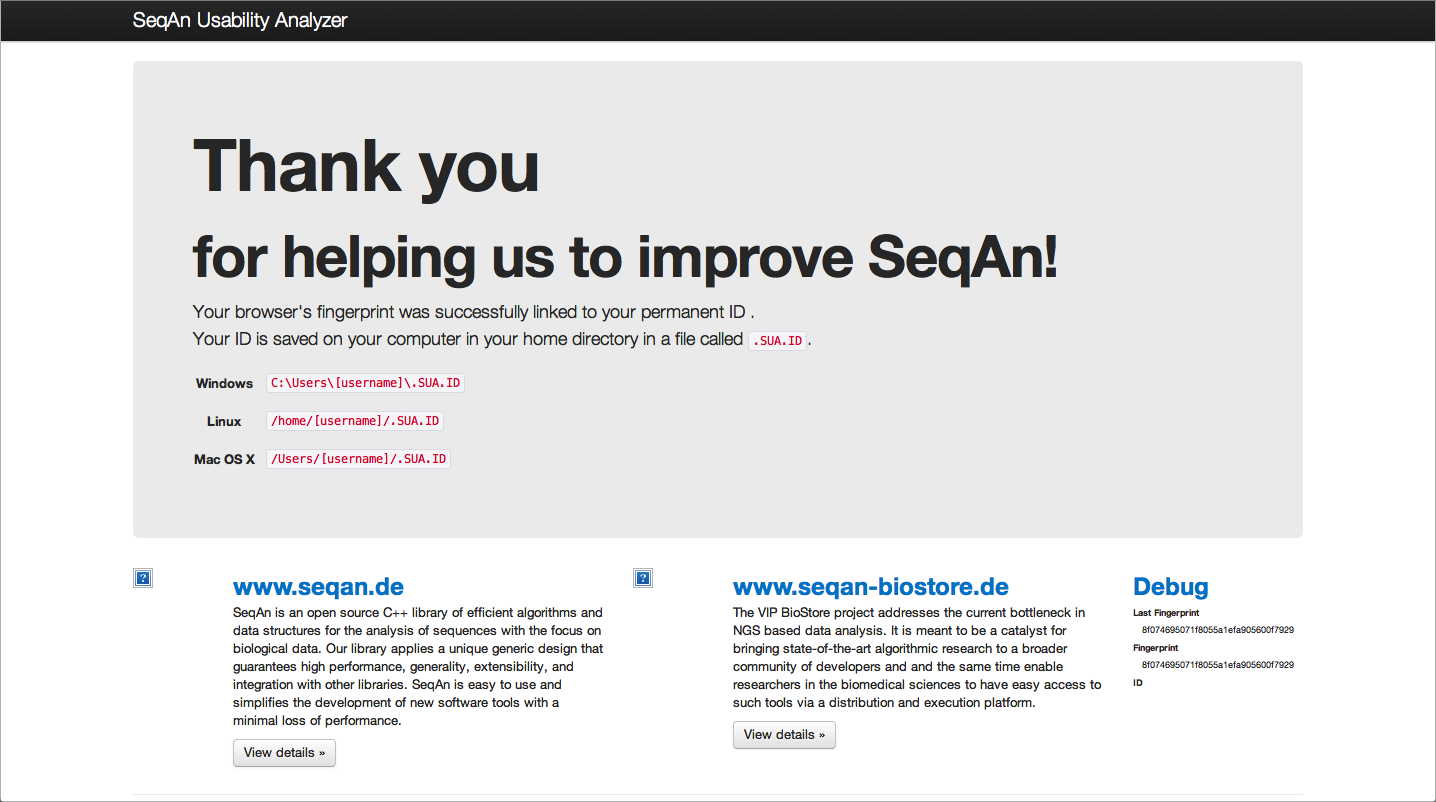 SeqAn Usability Analyzer
Thank you
for helping us to improve SeqAn!
Your browser's fingerprint was successfully linked to your permanent ID .
Your ID is saved on your computer in your home directory in a file called .SUA.ID.
Windows C:\Users\[username]\.SUA.ID
Linux /home/[username]/.SUA.ID
Mac OS X /Users/[username]/.SUA.ID
?
www.seqan.de
SeqAn is an open source C++ library of efficient algorithms and
data structures for the analysis of sequences with the focus on
biological data. Our library applies a unique generic design that
guarantees high performance, generality, extensibility, and
integration with other libraries. SeqAn is easy to use and
simplifies the development of new software tools with a
minimal loss of performance.
View details »
?
www.seqan-biostore.de
The VIP BioStore project addresses the current bottleneck in
NGS based data analysis. It is meant to be a catalyst for
bringing state-of-the-art algorithmic research to a broader
community of developers and and the same time enable
researchers in the biomedical sciences to have easy access to
such tools via a distribution and execution platform.
View details »
Debug
Last Fingerprint
8f074695071f8055a1efa905600f7929
Fingerprint
8f074695071f8055a1efa905600f7929
ID